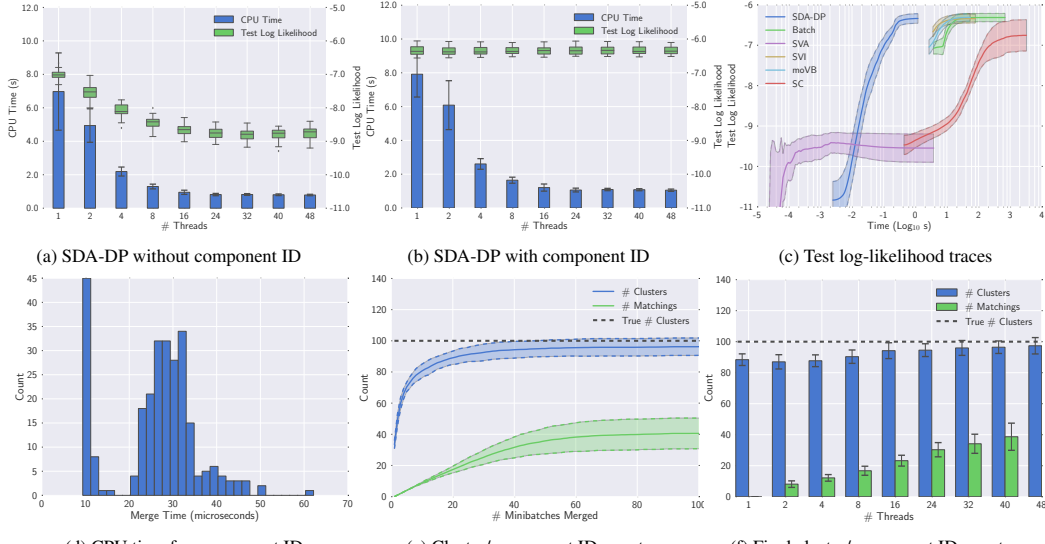 12.0
10.0
8.0
6.0
4.0
2.0
0.0
CPU Time (s)
CPU Time
Test Log Likelihood
-5.0
-6.0
-7.0
-8.0
-9.0
-10.0
-11.0
Test Log Likelihood
1 2 4 8 16 24 32 40 48
# Threads
(a) SDA-DP without component ID
12.0
10.0
8.0
6.0
4.0
2.0
0.0
CPU Time (s)
CPU Time
Test Log Likelihood
-5.0
-6.0
-7.0
-8.0
-9.0
-10.0
-11.0
Test Log Likelihood
1 2 4 8 16 24 32 40 48
# Threads
(b) SDA-DP with component ID
-6
-7
-8
-9
-10
-11
Test Log Likelihood
SDA-DP
Batch
SVA
SVI
moVB
SC
-5 -4 -3 -2 -1 0 1 2 3 4
Time (Log10 s)
(c) Test log-likelihood traces
45
40
35
30
25
20
15
10
5
0
Count
0 10 20 30 40 50 60 70
Merge Time (microseconds)
140
120
100
80
60
40
20
0
Count
# Clusters
# Matchings
True # Clusters
0 20 40 60 80 100
# Minibatches Merged
140
120
100
80
60
40
20
0
Count
# Clusters
# Matchings
True # Clusters
1 2 4 8 16 24 32 40 48
# Threads